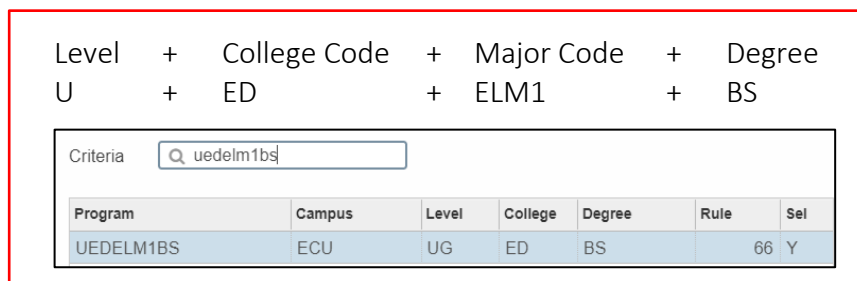 Level + College Code + Major Code + Degree
U + ED + ELM1 + BS
Criteria uedelm1bs
Program Campus Level College Degree Rule Sel
UEDELM1BS ECU UG ED BS 66 Y